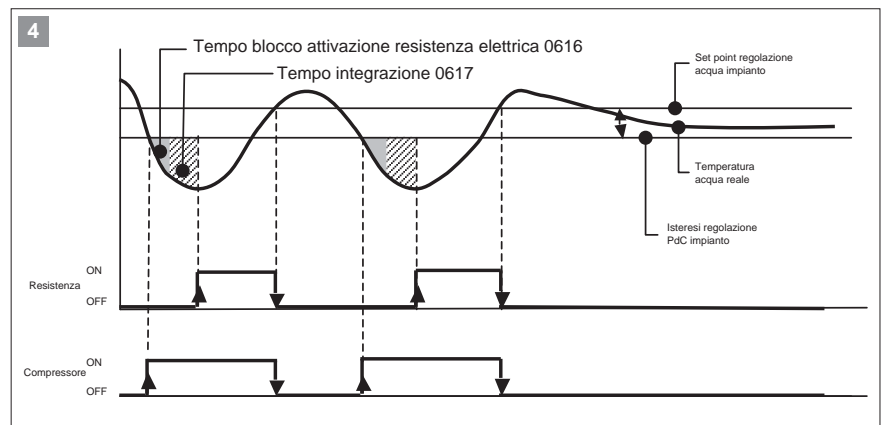 4
Tempo blocco attivazione resistenza elettrica 0616
Tempo integrazione 0617
Set point regolazione
acqua impianto
Temperatura
acqua reale
Isteresi regolazione
PdC impianto
ON
Resistenza
OFF
ON
Compressore
OFF